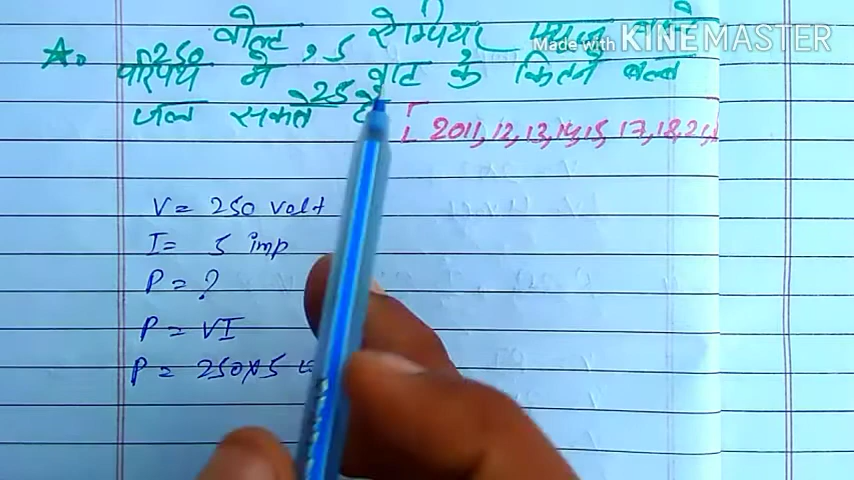 ★. 250 वोल्ट, 5 ऐम्पियर फ्यूज वाले
परिपथ में 25 वाट के कितने बल्ब
जल सकते है
[ 2011, 12, 13, 14, 15, 17, 18, 21,
V = 250 volt
I = 5 imp
P = ?
P = VI
P = 250×5
Made with KINEMASTER